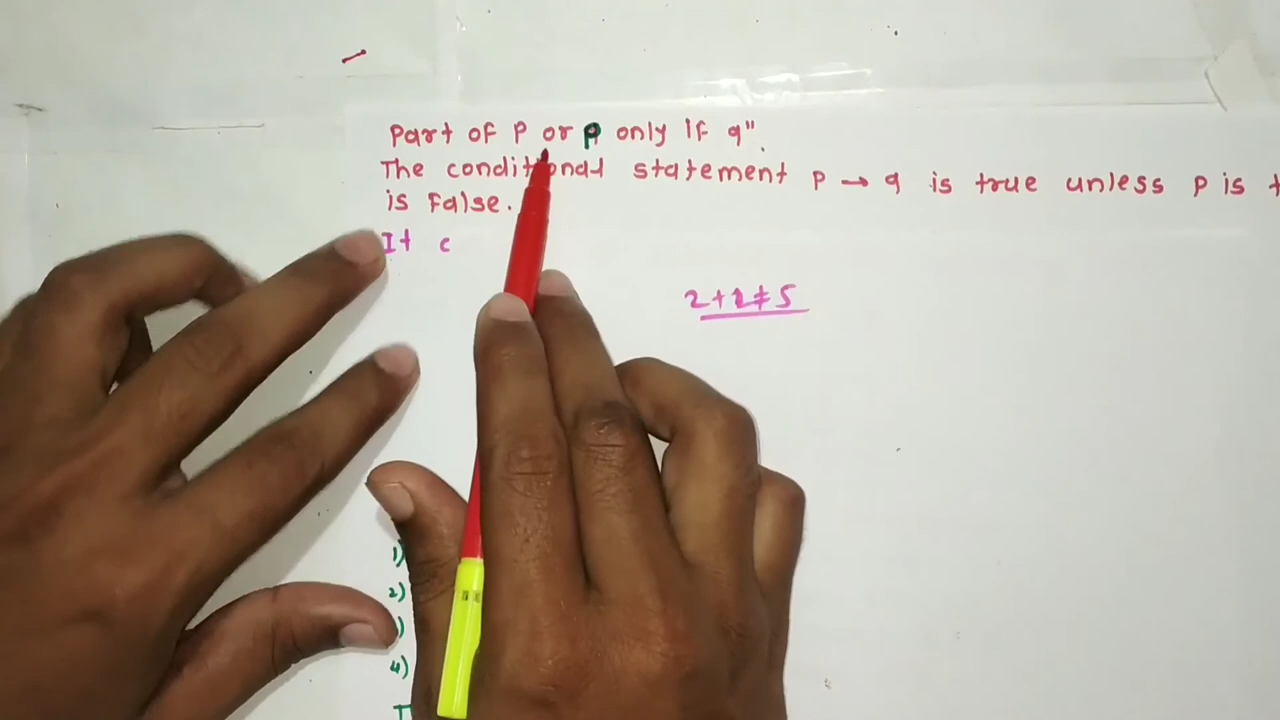 Part of P or p only if q".
The conditional statement p → q is true unless p is
is False.
It c
2+2≠5
1)
2)
)
4)